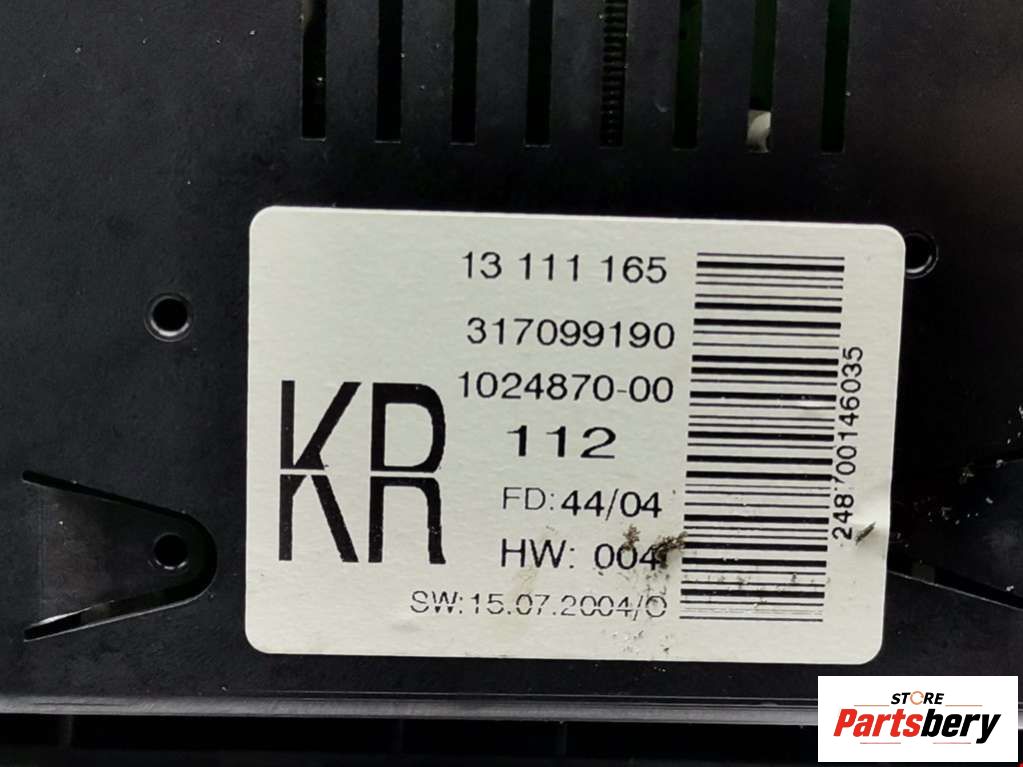 13 111 165
317099190
1024870-00
112
KR
FD: 44/04
HW: 004
SW: 15.07.2004/0
248700146035
STORE
Partsbery